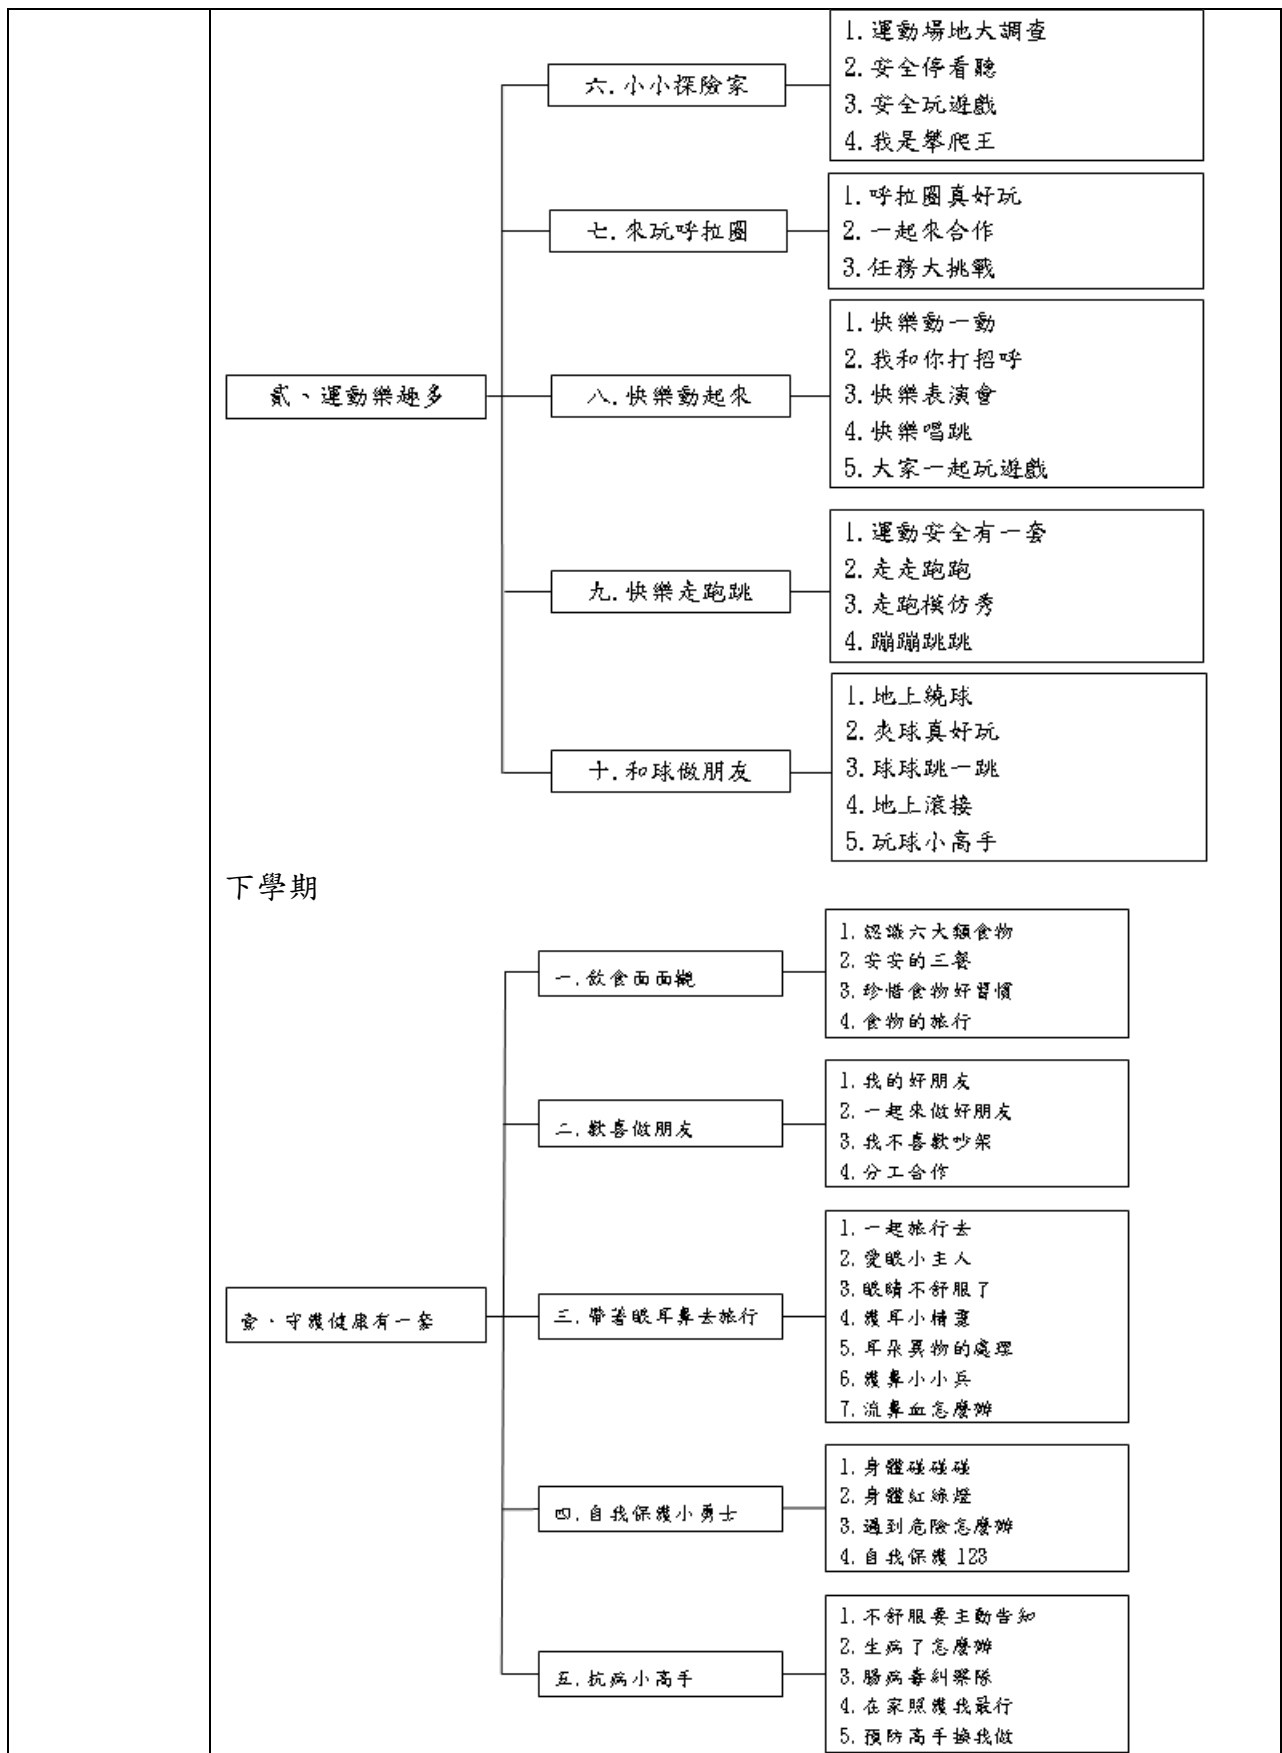 貳、運動樂趣多
六.小小探險家
1.運動場地大調查
2.安全停看聽
3.安全玩遊戲
4.我是攀爬王
七.來玩呼拉圈
1.呼拉圈真好玩
2.一起來合作
3.任務大挑戰
八.快樂動起來
1.快樂動一動
2.我和你打招呼
3.快樂表演會
4.快樂唱跳
5.大家一起玩遊戲
九.快樂走跑跳
1.運動安全有一套
2.走走跑跑
3.走跑模仿秀
4.蹦蹦跳跳
十.和球做朋友
1.地上繞球
2.夾球真好玩
3.球球跳一跳
4.地上滾接
5.玩球小高手
下學期
壹、守護健康有一套
一.飲食面面觀
1.認識六大類食物
2.安安的三餐
3.珍惜食物好習慣
4.食物的旅行
二.歡喜做朋友
1.我的好朋友
2.一起來做好朋友
3.我不喜歡吵架
4.分工合作
三.帶著眼耳鼻去旅行
1.一起旅行去
2.愛眼小主人
3.眼睛不舒服了
4.護耳小精靈
5.耳朵異物的處理
6.護鼻小小兵
7.流鼻血怎麼辦
四.自我保護小勇士
1.身體碰碰碰
2.身體紅綠燈
3.遇到危險怎麼辦
4.自我保護 123
五.抗病小高手
1.不舒服要主動告知
2.生病了怎麼辦
3.腸病毒糾察隊
4.在家照護我最行
5.預防高手換我做